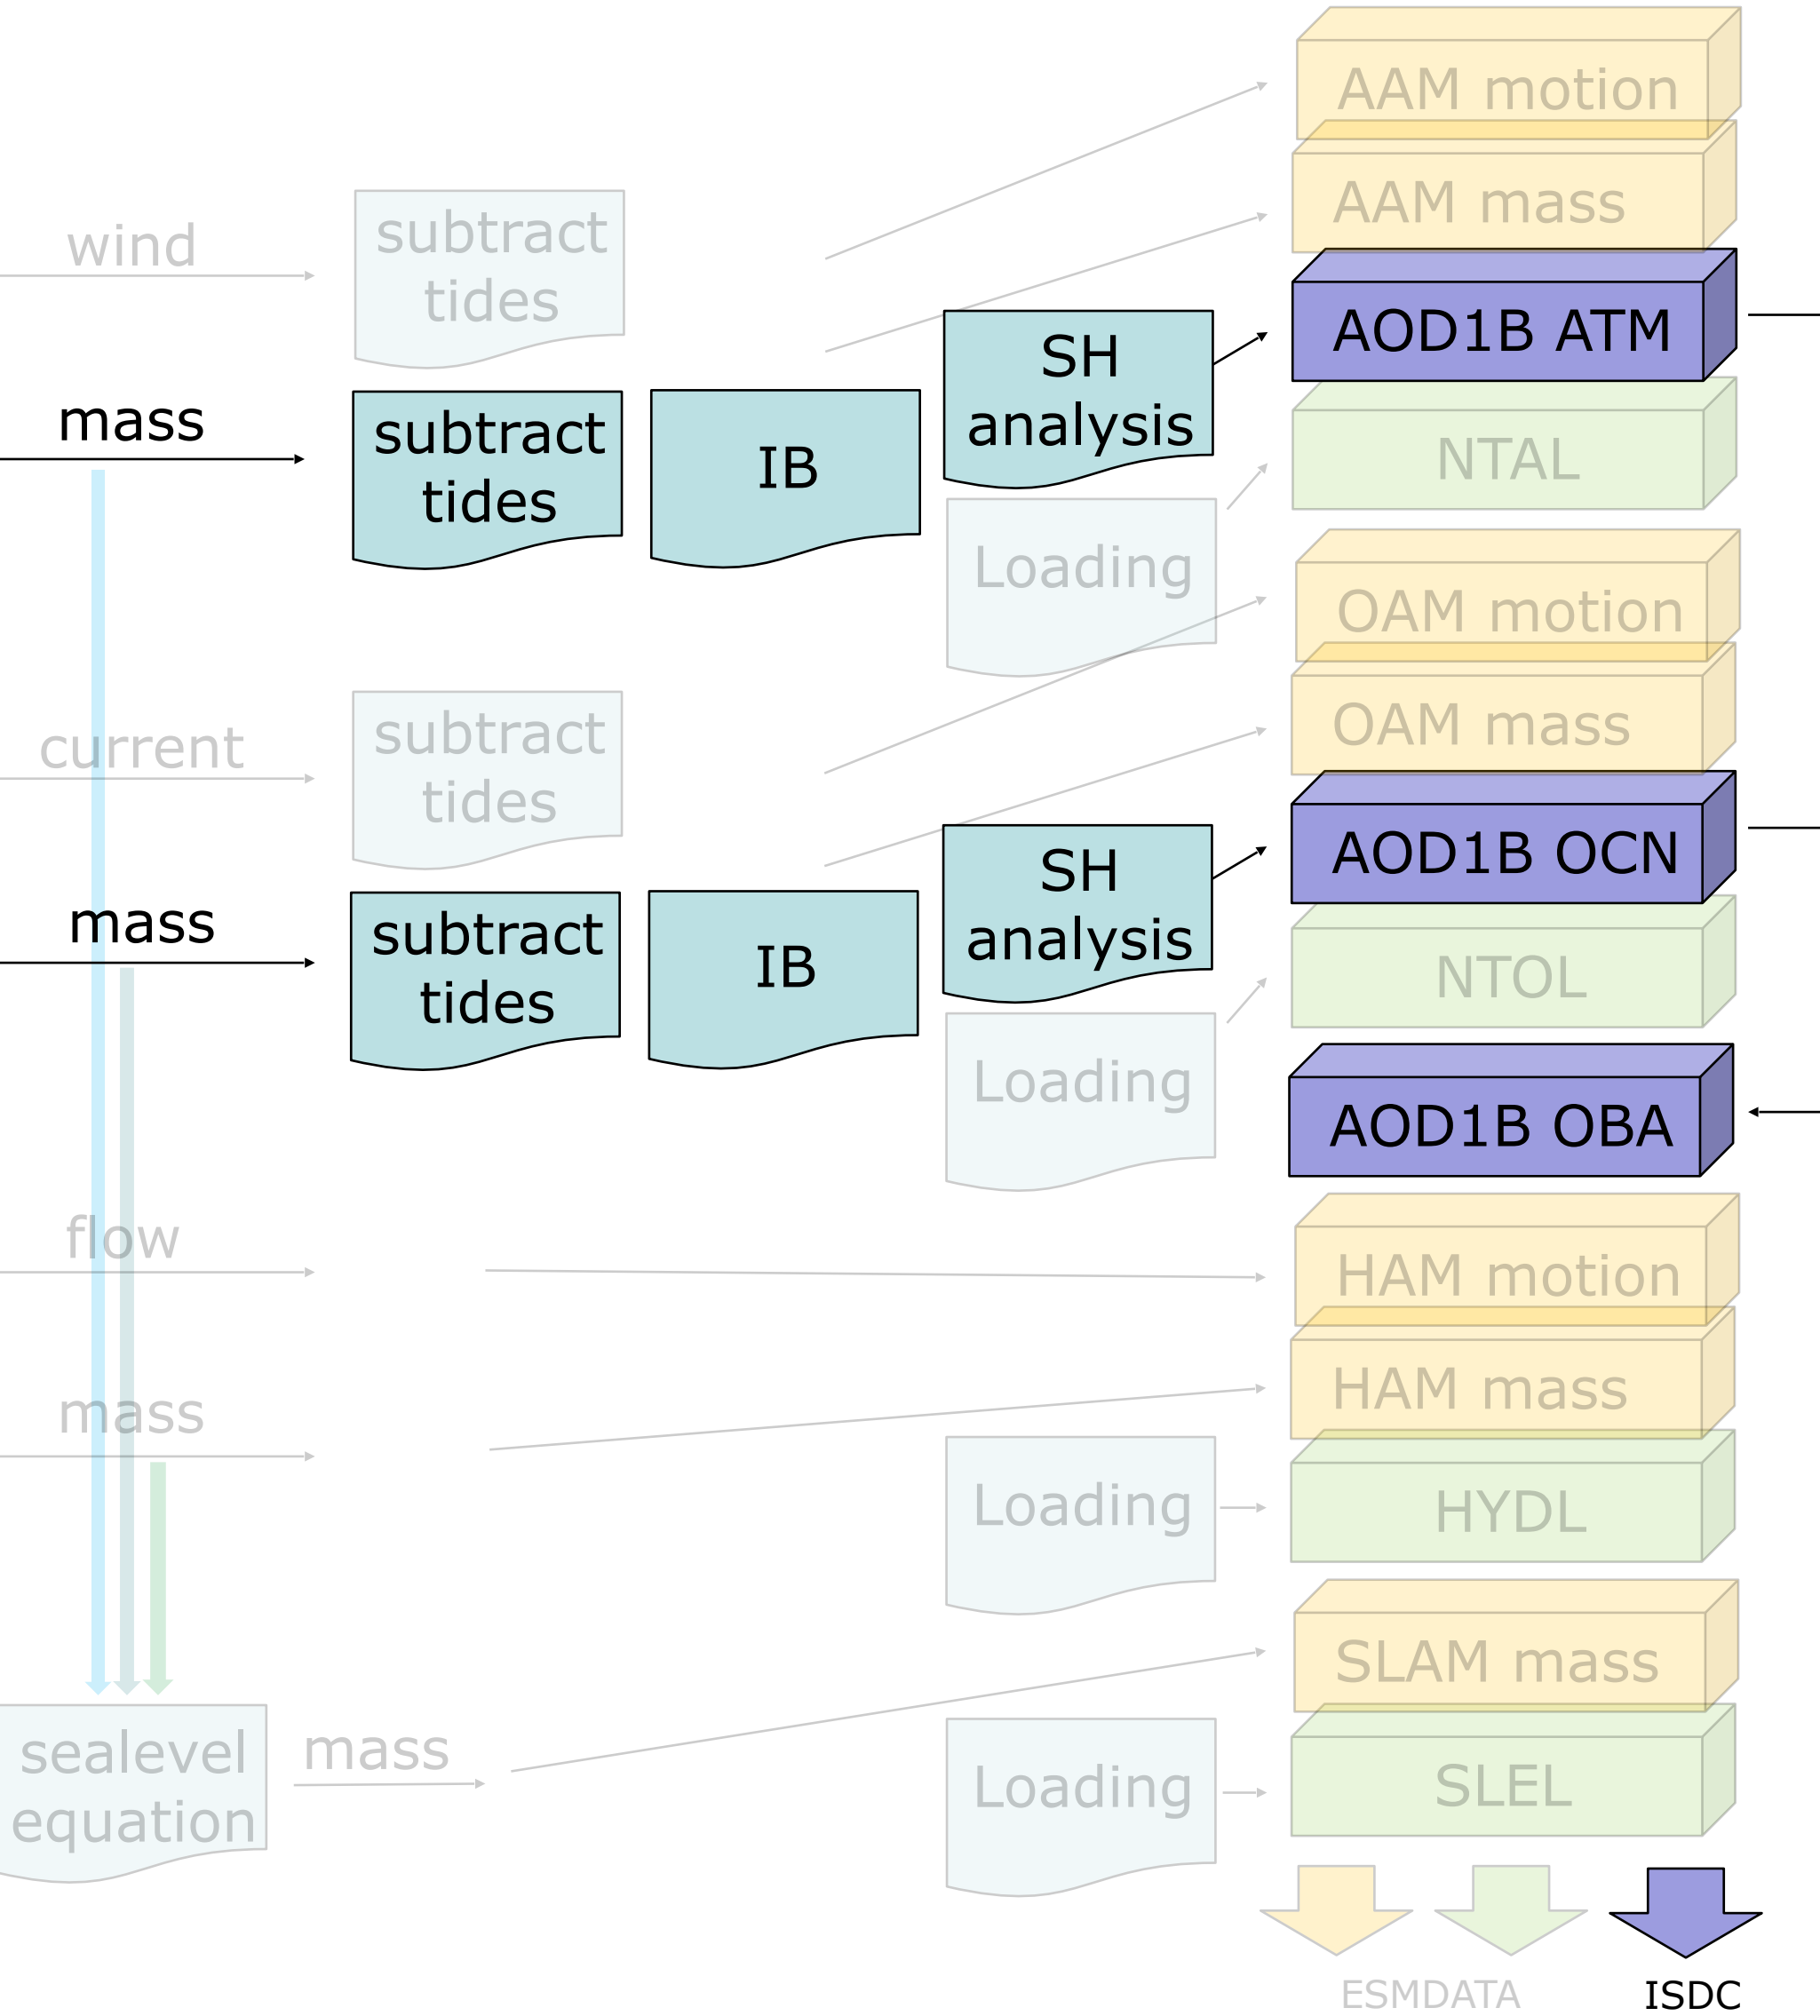 AAM motion
AAM mass
wind
subtract
tides
AOD1B ATM
SH
analysis
mass
subtract
tides
IB
NTAL
Loading
OAM motion
OAM mass
current
subtract
tides
AOD1B OCN
SH
analysis
mass
subtract
tides
IB
NTOL
Loading
AOD1B OBA
flow
HAM motion
mass
HAM mass
Loading
HYDL
SLAM mass
sealevel
equation
mass
Loading
SLEL
ESMDATA
ISDC